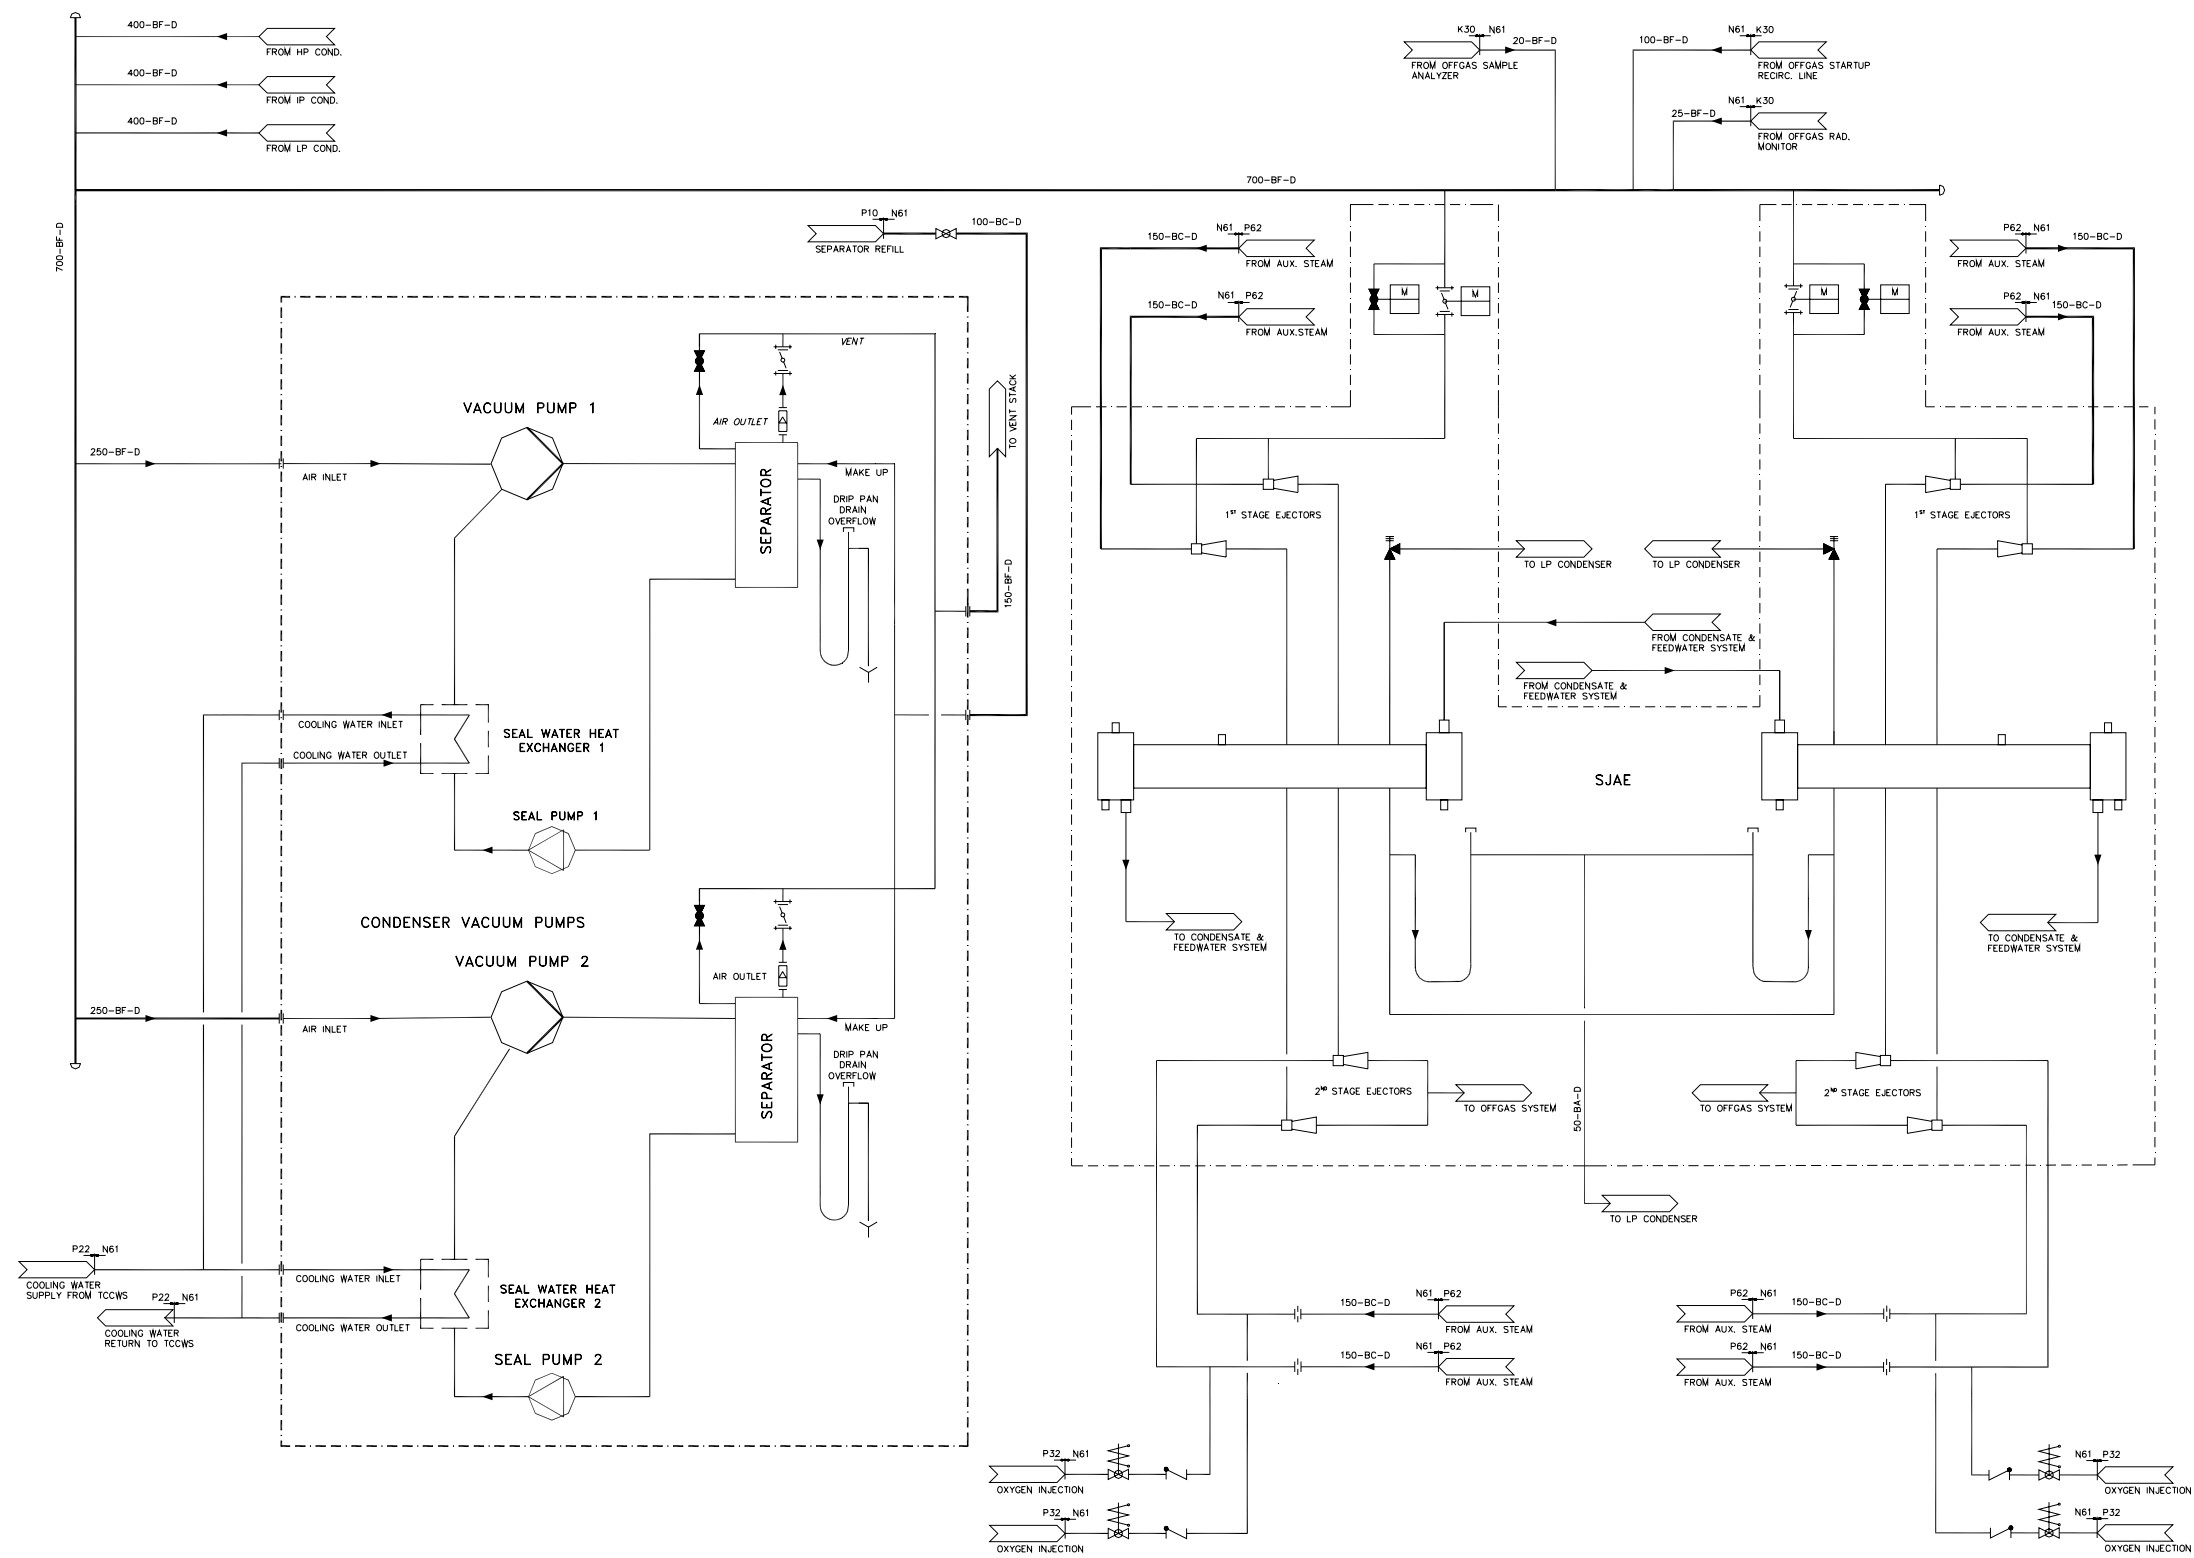 400-BF-D
FROM HP COND.
400-BF-D
FROM IP COND.
400-BF-D
FROM LP COND.
K30 N61
20-BF-D
FROM OFFGAS SAMPLE
ANALYZER
100-BF-D
N61 K30
FROM OFFGAS STARTUP
RECIRC. LINE
N61 K30
25-BF-D
FROM OFFGAS RAD.
MONITOR
700-BF-D
700-BF-D
P10 N61
100-BC-D
SEPARATOR REFILL
N61 P62
150-BC-D
FROM AUX. STEAM
N61 P62
150-BC-D
FROM AUX.STEAM
M
M
M
M
P62 N61
150-BC-D
FROM AUX. STEAM
P62 N61
150-BC-D
FROM AUX. STEAM
VENT
TO VENT STACK
VACUUM PUMP 1
AIR OUTLET
250-BF-D
AIR INLET
SEPARATOR
MAKE UP
DRIP PAN
DRAIN
OVERFLOW
150-BF-D
1ST STAGE EJECTORS
1ST STAGE EJECTORS
TO LP CONDENSER
TO LP CONDENSER
FROM CONDENSATE &
FEEDWATER SYSTEM
FROM CONDENSATE &
FEEDWATER SYSTEM
COOLING WATER INLET
COOLING WATER OUTLET
SEAL WATER HEAT
EXCHANGER 1
SEAL PUMP 1
SJAE
CONDENSER VACUUM PUMPS
TO CONDENSATE &
FEEDWATER SYSTEM
TO CONDENSATE &
FEEDWATER SYSTEM
VACUUM PUMP 2
AIR OUTLET
250-BF-D
AIR INLET
SEPARATOR
MAKE UP
DRIP PAN
DRAIN
OVERFLOW
2ND STAGE EJECTORS
TO OFFGAS SYSTEM
50-BA-D
TO OFFGAS SYSTEM
2ND STAGE EJECTORS
TO LP CONDENSER
P22 N61
COOLING WATER
SUPPLY FROM TCCWS
P22 N61
COOLING WATER
RETURN TO TCCWS
COOLING WATER INLET
COOLING WATER OUTLET
SEAL WATER HEAT
EXCHANGER 2
SEAL PUMP 2
150-BC-D
N61 P62
FROM AUX. STEAM
150-BC-D
N61 P62
FROM AUX. STEAM
P62 N61
150-BC-D
FROM AUX. STEAM
P62 N61
150-BC-D
FROM AUX. STEAM
P32 N61
OXYGEN INJECTION
P32 N61
OXYGEN INJECTION
N61 P32
OXYGEN INJECTION
N61 P32
OXYGEN INJECTION